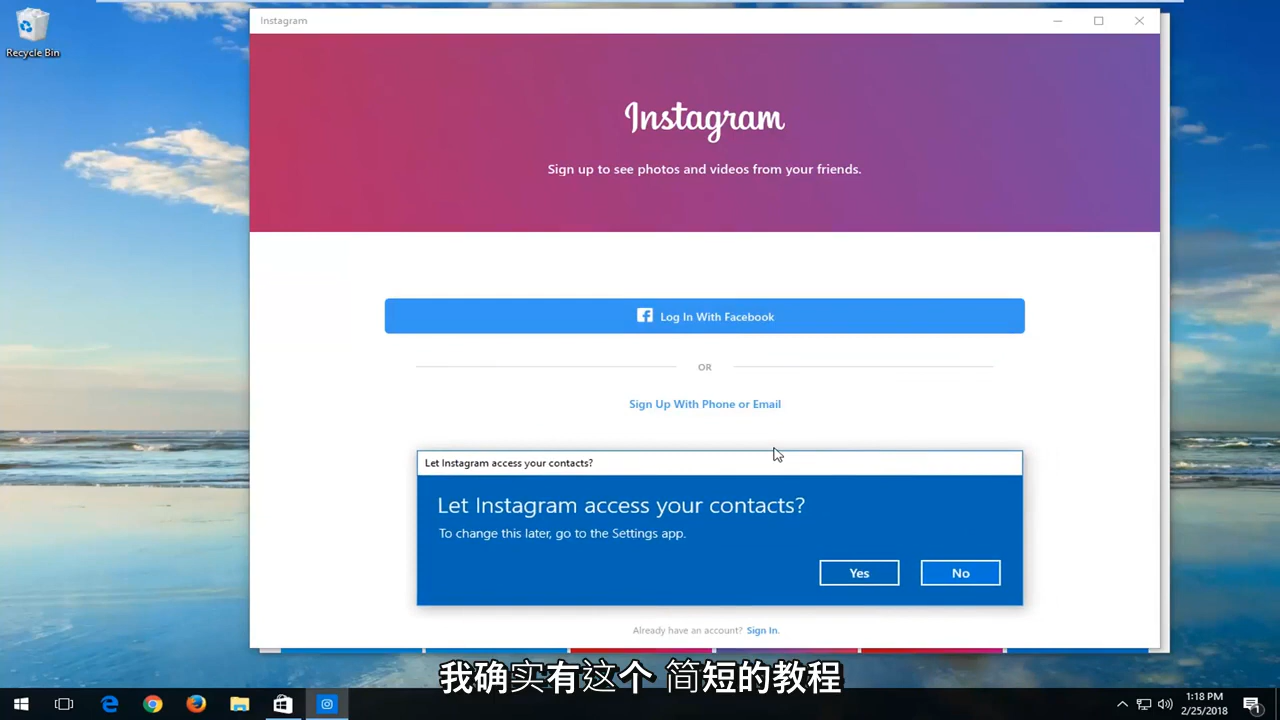 Recycle Bin
Instagram
Instagram
Sign up to see photos and videos from your friends.
Log In With Facebook
OR
Sign Up With Phone or Email
Let Instagram access your contacts?
Let Instagram access your contacts?
To change this later, go to the Settings app.
Yes
No
Already have an account? Sign In.
我确实有这个 简短的教程
1:18 PM
2/25/2018
1